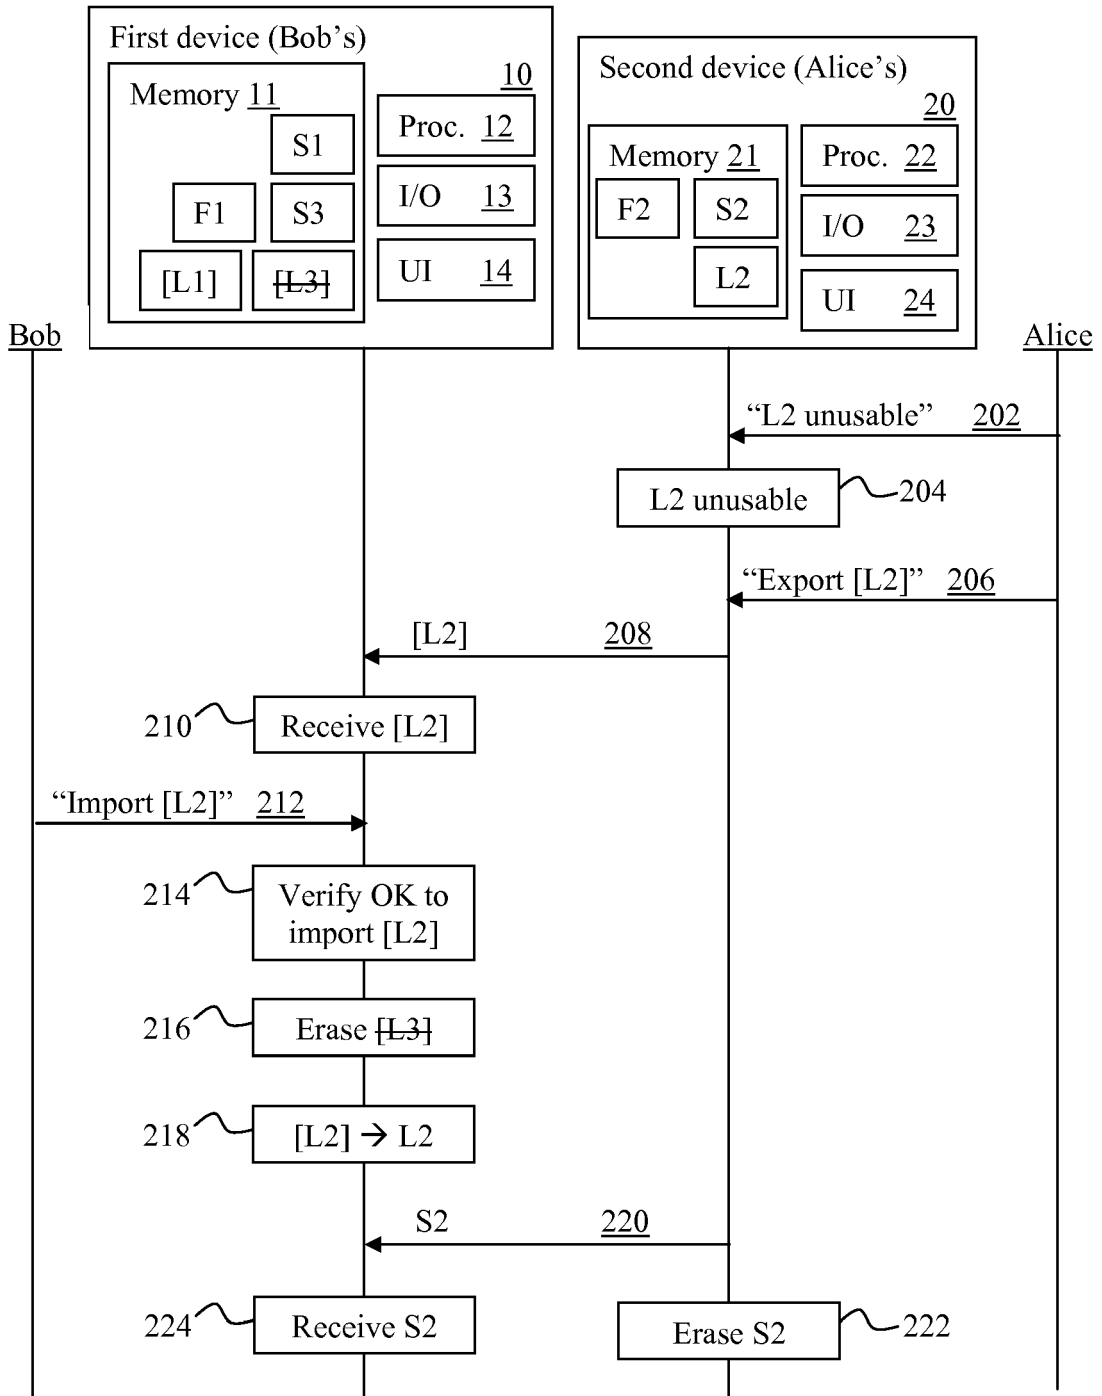 First device (Bob's)
Memory 11
10
S1
Proc. 12
F1
S3
I/O 13
[L1]
[L3]
UI 14
Second device (Alice's)
20
Memory 21
Proc. 22
F2
S2
I/O 23
L2
UI 24
Bob
Alice
“L2 unusable” 202
L2 unusable
204
“Export [L2]” 206
[L2] 208
210
Receive [L2]
“Import [L2]” 212
214
Verify OK to
import [L2]
216
Erase [L3]
218
[L2] → L2
S2 220
224
Receive S2
Erase S2
222